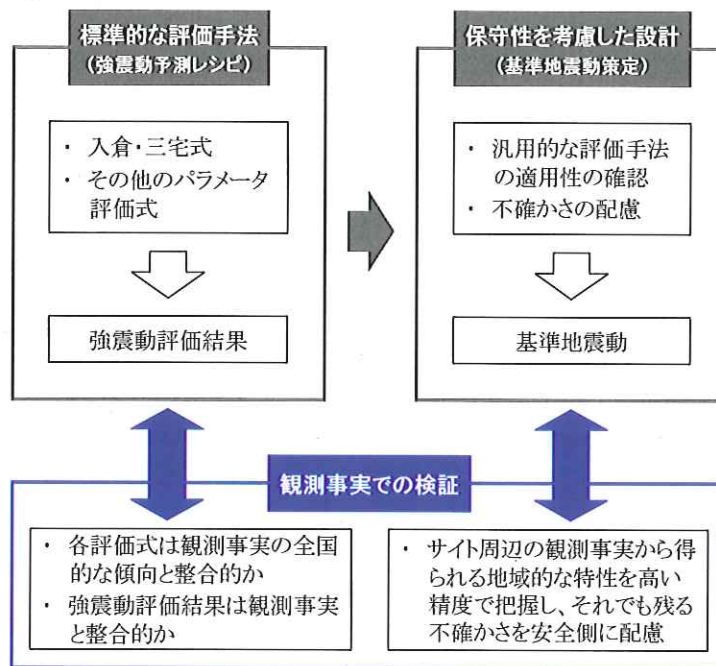 標準的な評価手法
(強震動予測レシピ)
・ 入倉・三宅式
・ その他のパラメータ
評価式
強震動評価結果
保守性を考慮した設計
(基準地震動策定)
・ 汎用的な評価手法
の適用性の確認
・ 不確かさの配慮
基準地震動
観測事実での検証
・ 各評価式は観測事実の全国
的な傾向と整合的か
・ 強震動評価結果は観測事実
と整合的か
・ サイト周辺の観測事実から得
られる地域的な特性を高い
精度で把握し、それでも残る
不確かさを安全側に配慮